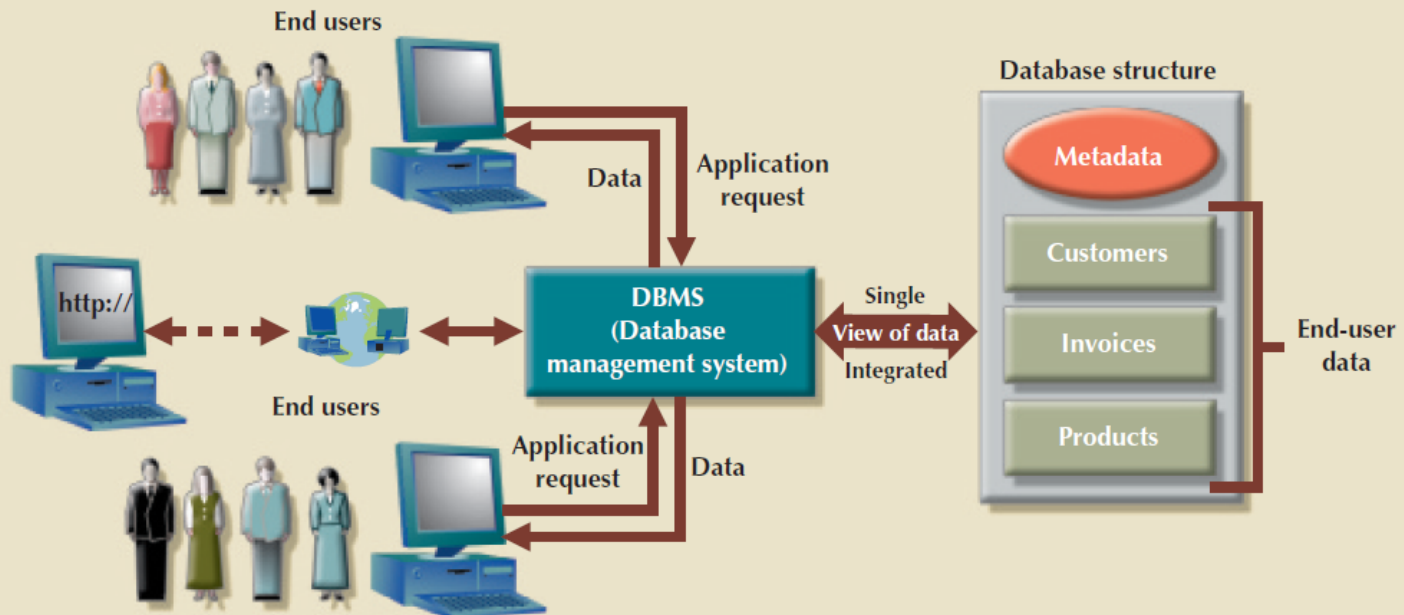 End users
Database structure
Metadata
Data
Application
request
Customers
http://
DBMS
(Database
management system)
Single
View of data
Integrated
Invoices
End-user
data
End users
Products
Application
request
Data